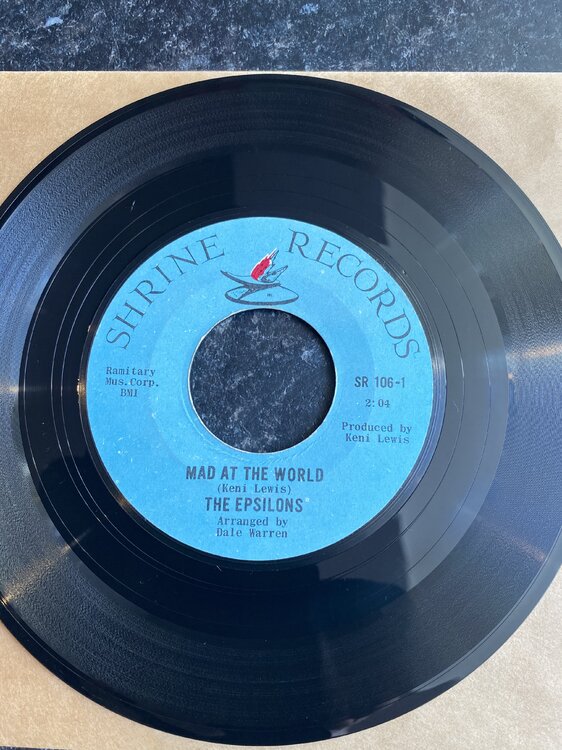 SHRINE RECORDS
Ramitary
Mus.Corp.
BMI
SR 106-1
2:04
Produced by
Keni Lewis
MAD AT THE WORLD
(Keni Lewis)
THE EPSILONS
Arranged by
Dale Warren